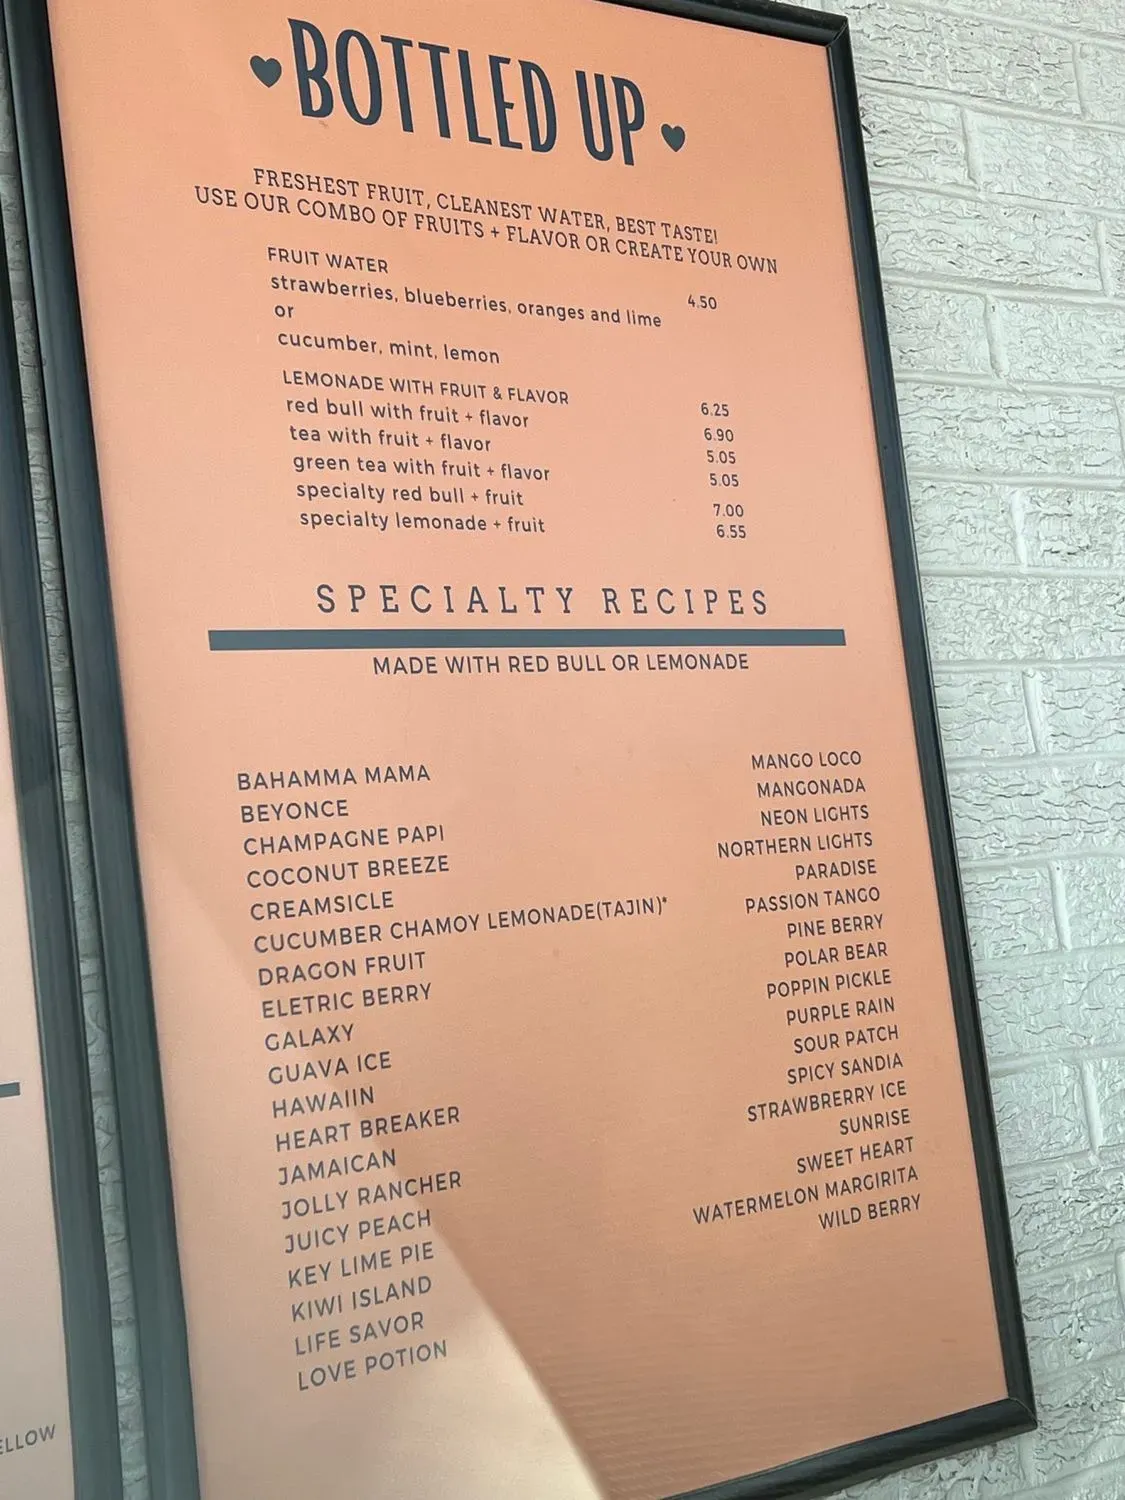 BOTTLED UP
FRESHEST FRUIT, CLEANEST WATER, BEST TASTE!
USE OUR COMBO OF FRUITS + FLAVOR OR CREATE YOUR OWN
FRUIT WATER
strawberries, blueberries, oranges and lime 4.50
or
cucumber, mint, lemon
LEMONADE WITH FRUIT & FLAVOR 6.25
red bull with fruit + flavor 6.90
tea with fruit + flavor 5.05
green tea with fruit + flavor 5.05
specialty red bull + fruit 7.00
specialty lemonade + fruit 6.55
SPECIALTY RECIPES
MADE WITH RED BULL OR LEMONADE
BAHAMMA MAMA
BEYONCE
CHAMPAGNE PAPI
COCONUT BREEZE
CREAMSICLE
CUCUMBER CHAMOY LEMONADE(TAJIN)*
DRAGON FRUIT
ELETRIC BERRY
GALAXY
GUAVA ICE
HAWAIIN
HEART BREAKER
JAMAICAN
JOLLY RANCHER
JUICY PEACH
KEY LIME PIE
KIWI ISLAND
LIFE SAVOR
LOVE POTION
MANGO LOCO
MANGONADA
NEON LIGHTS
NORTHERN LIGHTS
PARADISE
PASSION TANGO
PINE BERRY
POLAR BEAR
POPPIN PICKLE
PURPLE RAIN
SOUR PATCH
SPICY SANDIA
STRAWBRERRY ICE
SUNRISE
SWEET HEART
WATERMELON MARGIRITA
WILD BERRY